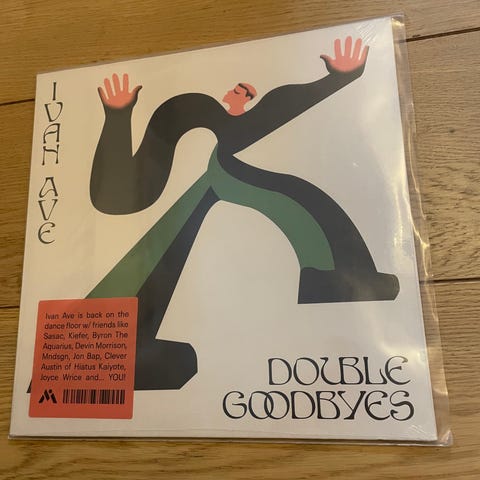 IVAN AVE
Ivan Ave is back on the
dance floor w/ friends like
Sasac, Kiefer, Byron The
Aquarius, Devin Morrison,
Mndsgn, Jon Bap, Clever
Austin of Hiatus Kaiyote,
Joyce Wrice and... YOU!
DOUBLE
GOODBYES